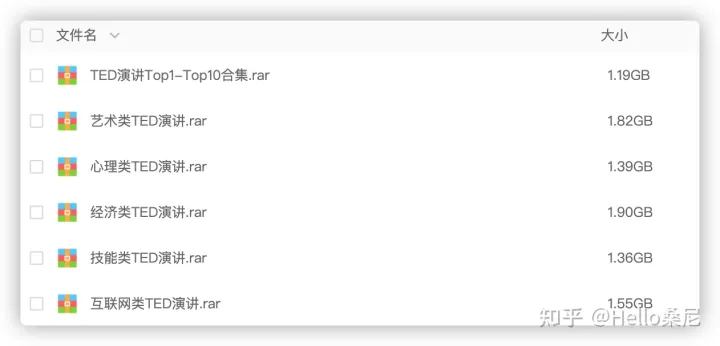 文件名 大小
TED演讲Top1-Top10合集.rar 1.19GB
艺术类TED演讲.rar 1.82GB
心理类TED演讲.rar 1.39GB
经济类TED演讲.rar 1.90GB
技能类TED演讲.rar 1.36GB
互联网类TED演讲.rar 1.55GB
知乎 @Hello桑尼